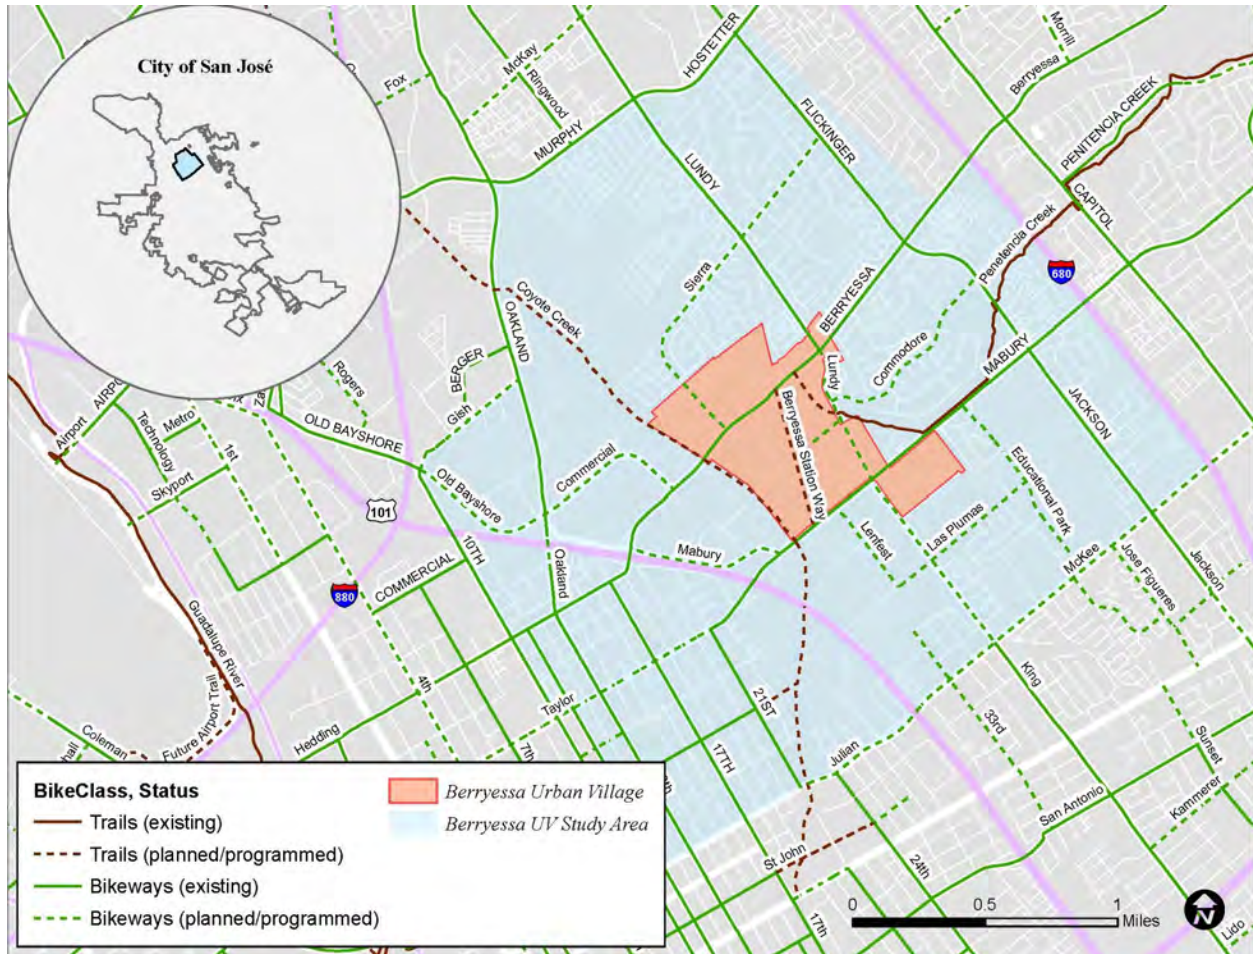 City of San José
Fox
McKay
Ringwood
HOSTETTER
MURPHY
Morrill
Berryessa
PENITENCIA CREEK
FLICKINGER
LUNDY
CAPITOL
Penetencia Creek
680
Sierra
Coyote Creek
OAKLAND
BERRYESSA
BERGER
Gish
Rogers
Lundy
Commodore
MABURY
JACKSON
Airport
Technology
Metro
1st
Skyport
OLD BAYSHORE
Old Bayshore
Commercial
Berryessa Station Way
Educational Park
101
10TH
Oakland
Mabury
Lenfest
Las Plumas
McKee
Jose Figueres
Jackson
880
COMMERCIAL
Guadalupe River
Future Airport Trail
4th
Taylor
21ST
King
33rd
Sunset
Coleman
Hedding
7th
17TH
Julian
San Antonio
Kammerer
St John
24th
17th
Lido
BikeClass, Status
Trails (existing)
Trails (planned/programmed)
Bikeways (existing)
Bikeways (planned/programmed)
Berryessa Urban Village
Berryessa UV Study Area
0 0.5 1
Miles
N